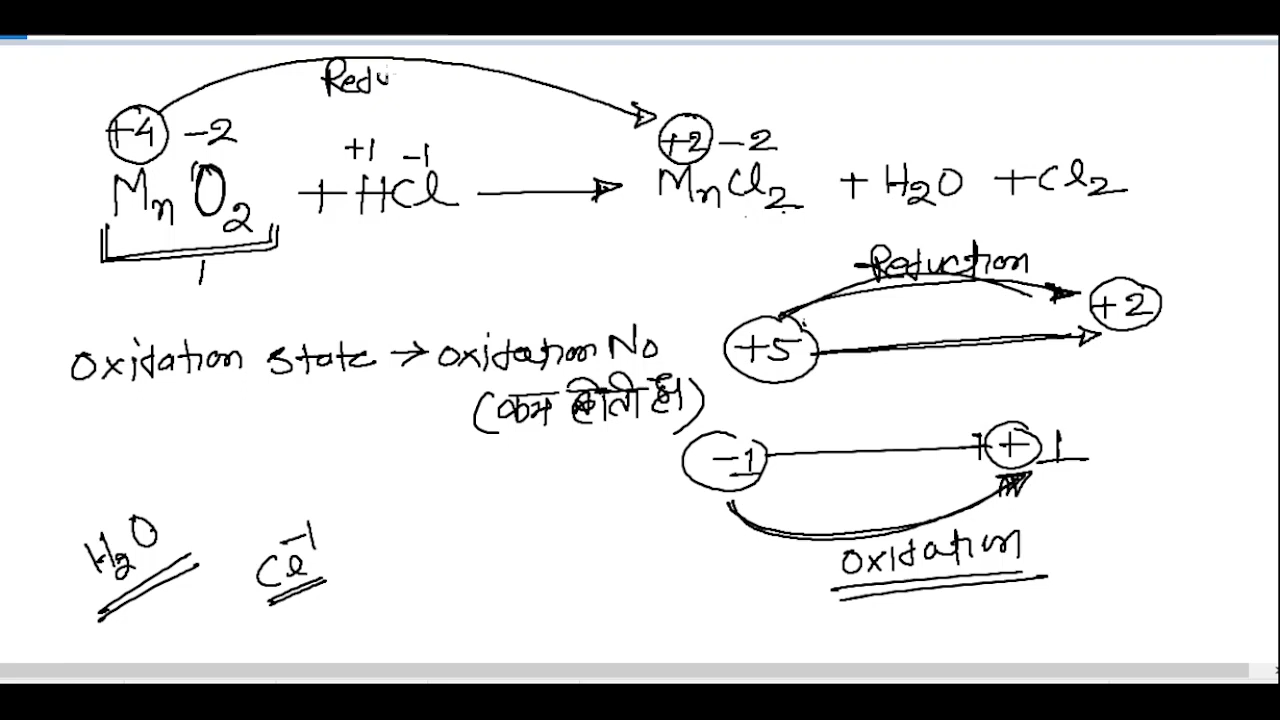 Redu
+4 -2 +1 -1 +2 -2
MnO2 + HCl → MnCl2 + H2O + Cl2
1
Reduction
+5 +2
Oxidation state → Oxidation No
(कम होती है)
-1 + 1
H2O Cl-1
Oxidation